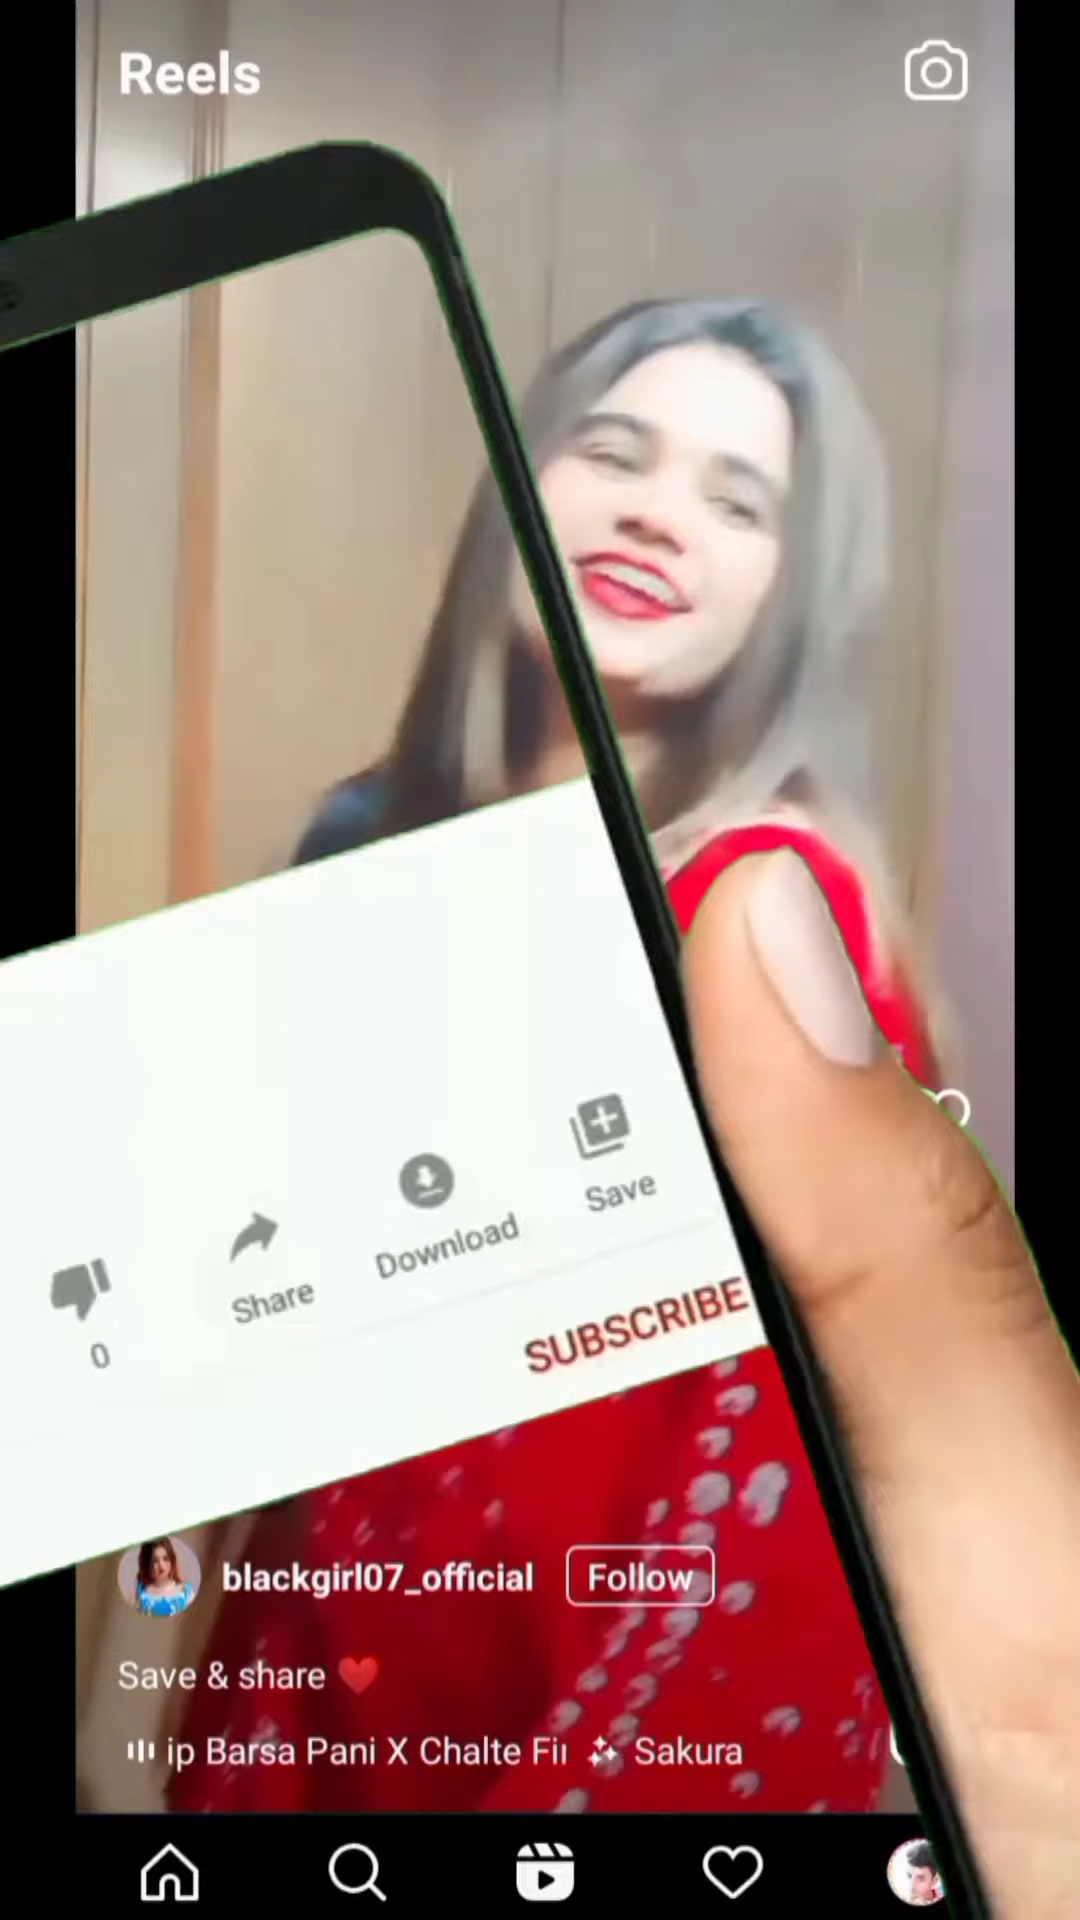 Reels
Save
Download
Share
0
SUBSCRIBE
blackgirl07_official
Follow
Save & share ❤️
ip Barsa Pani X Chalte Fi
Sakura